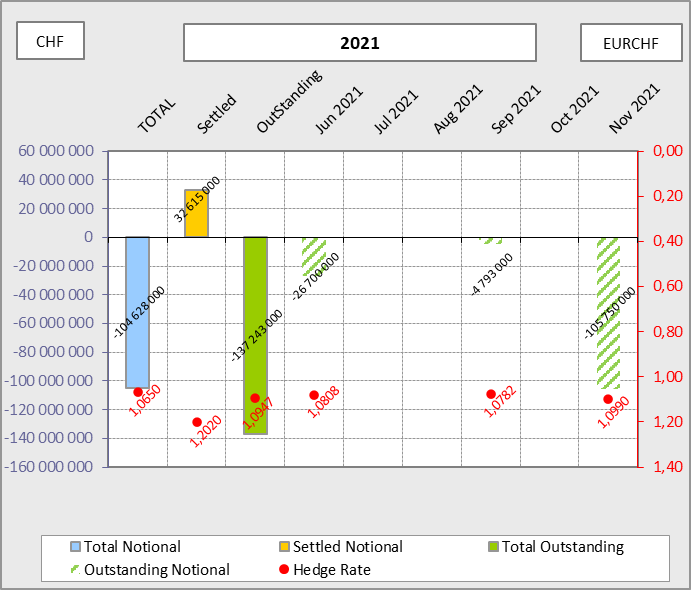 CHF
2021
EURCHF
TOTAL
Settled
OutStanding
Jun 2021
Jul 2021
Aug 2021
Sep 2021
Oct 2021
Nov 2021
60 000 000
40 000 000
20 000 000
0
-20 000 000
-40 000 000
-60 000 000
-80 000 000
-100 000 000
-120 000 000
-140 000 000
-160 000 000
0,00
0,20
0,40
0,60
0,80
1,00
1,20
1,40
-104 628 000
32 615 000
-137 243 000
-26 700 000
-4 793 000
-105 750 000
1,0650
1,2020
1,0947
1,0808
1,0782
1,0990
Total Notional
Settled Notional
Total Outstanding
Outstanding Notional
Hedge Rate